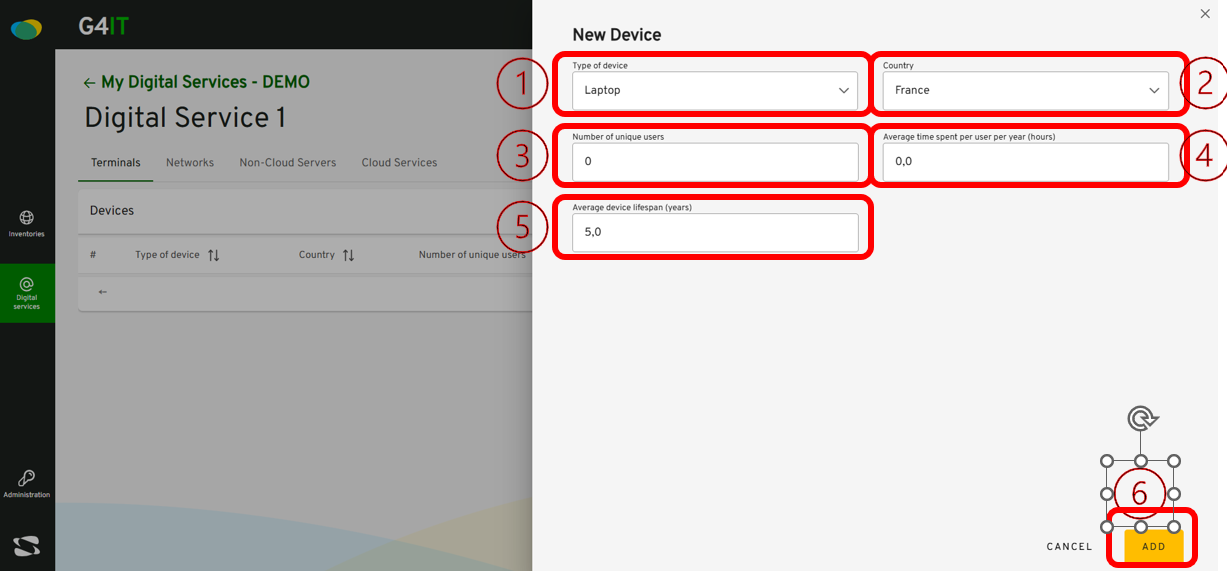 G4IT
← My Digital Services - DEMO
Digital Service 1
Terminals Networks Non-Cloud Servers Cloud Services
Devices
# Type of device Country Number of unique users
←
Inventories
Digital
services
Administration
New Device
1
Type of device
Laptop
2
Country
France
3
Number of unique users
0
4
Average time spent per user per year (hours)
0,0
5
Average device lifespan (years)
5,0
6
CANCEL ADD